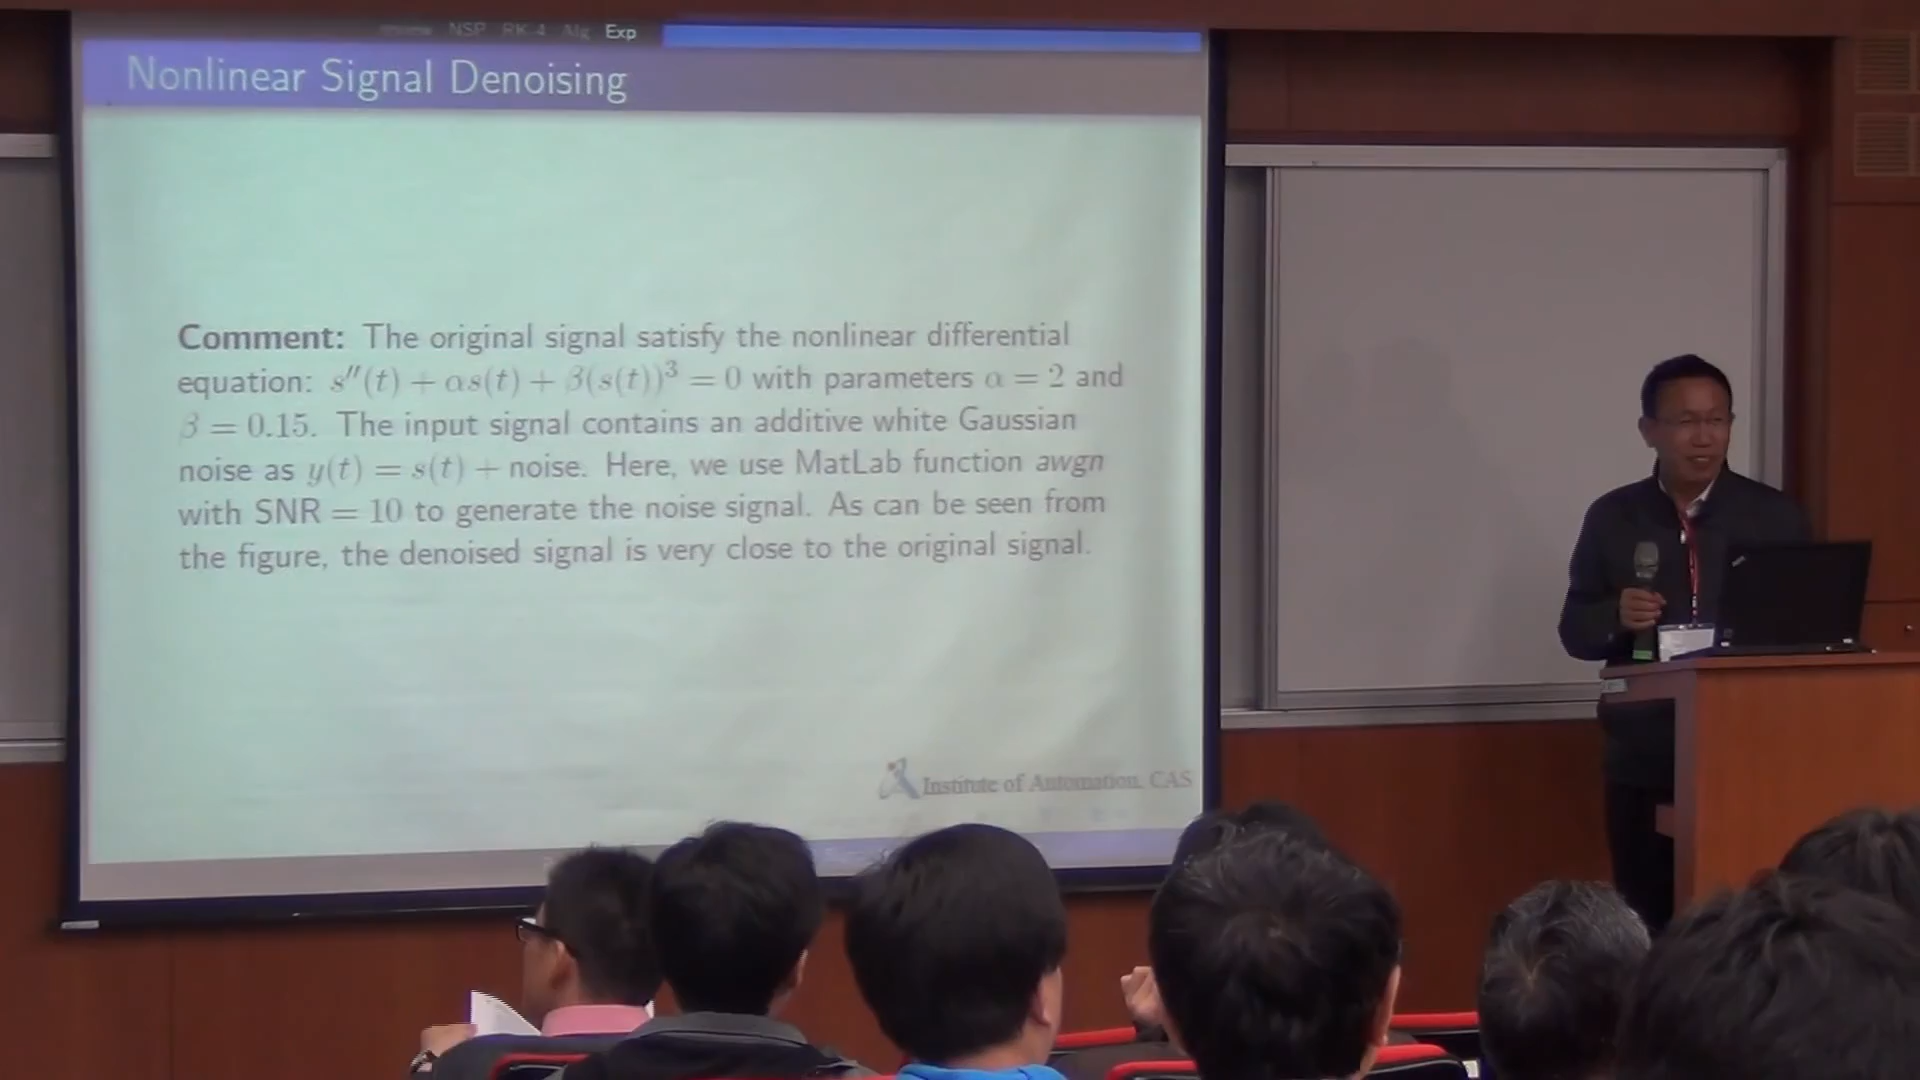 NSP RK-4 Alg Exp
Nonlinear Signal Denoising
Comment: The original signal satisfy the nonlinear differential
equation: s″(t) + αs(t) + β(s(t))³ = 0 with parameters α = 2 and
β = 0.15. The input signal contains an additive white Gaussian
noise as y(t) = s(t) + noise. Here, we use MatLab function awgn
with SNR = 10 to generate the noise signal. As can be seen from
the figure, the denoised signal is very close to the original signal.
Institute of Automation, CAS